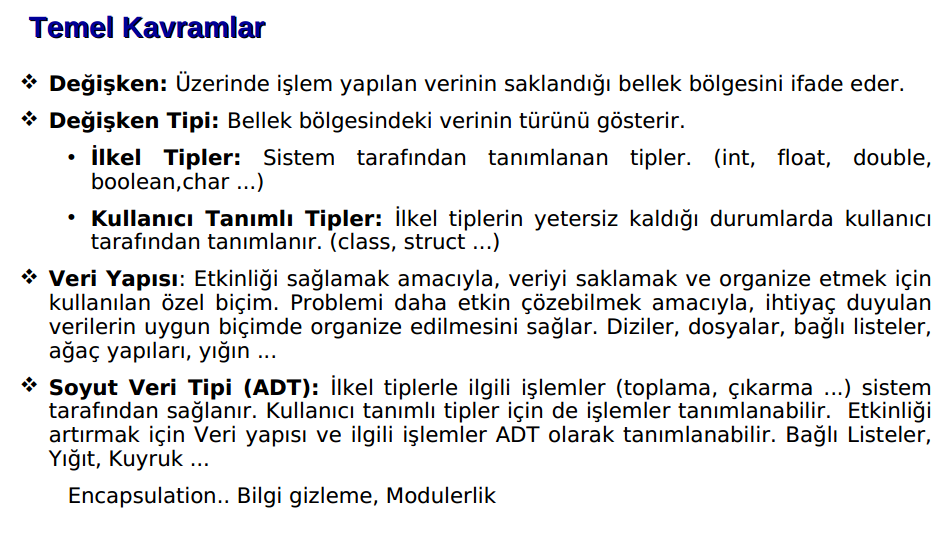 Temel Kavramlar
❖ Değişken: Üzerinde işlem yapılan verinin saklandığı bellek bölgesini ifade eder.
❖ Değişken Tipi: Bellek bölgesindeki verinin türünü gösterir.
• İlkel Tipler: Sistem tarafından tanımlanan tipler. (int, float, double,
boolean,char ...)
• Kullanıcı Tanımlı Tipler: İlkel tiplerin yetersiz kaldığı durumlarda kullanıcı
tarafından tanımlanır. (class, struct ...)
❖ Veri Yapısı: Etkinliği sağlamak amacıyla, veriyi saklamak ve organize etmek için
kullanılan özel biçim. Problemi daha etkin çözebilmek amacıyla, ihtiyaç duyulan
verilerin uygun biçimde organize edilmesini sağlar. Diziler, dosyalar, bağlı listeler,
ağaç yapıları, yığın ...
❖ Soyut Veri Tipi (ADT): İlkel tiplerle ilgili işlemler (toplama, çıkarma ...) sistem
tarafından sağlanır. Kullanıcı tanımlı tipler için de işlemler tanımlanabilir.  Etkinliği
artırmak için Veri yapısı ve ilgili işlemler ADT olarak tanımlanabilir. Bağlı Listeler,
Yığıt, Kuyruk ...
Encapsulation.. Bilgi gizleme, Modulerlik